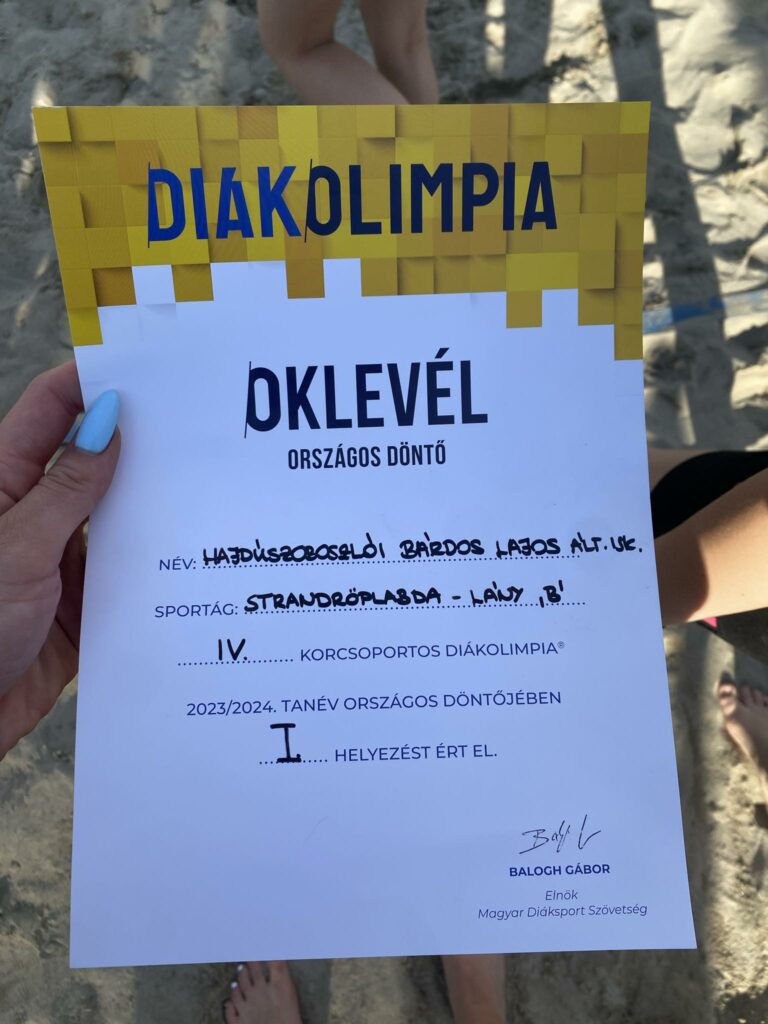 DIÁKOLIMPIA
OKLEVÉL
ORSZÁGOS DÖNTŐ
NÉV: HAJDÚSZOBOSZLÓI BÁRDOS LAJOS ÁLT. ISK.
SPORTÁG: STRANDRÖPLABDA - LÁNY ‚B'
IV. KORCSOPORTOS DIÁKOLIMPIA®
2023/2024. TANÉV ORSZÁGOS DÖNTŐJÉBEN
I. HELYEZÉST ÉRT EL.
BALOGH GÁBOR
Elnök
Magyar Diáksport Szövetség